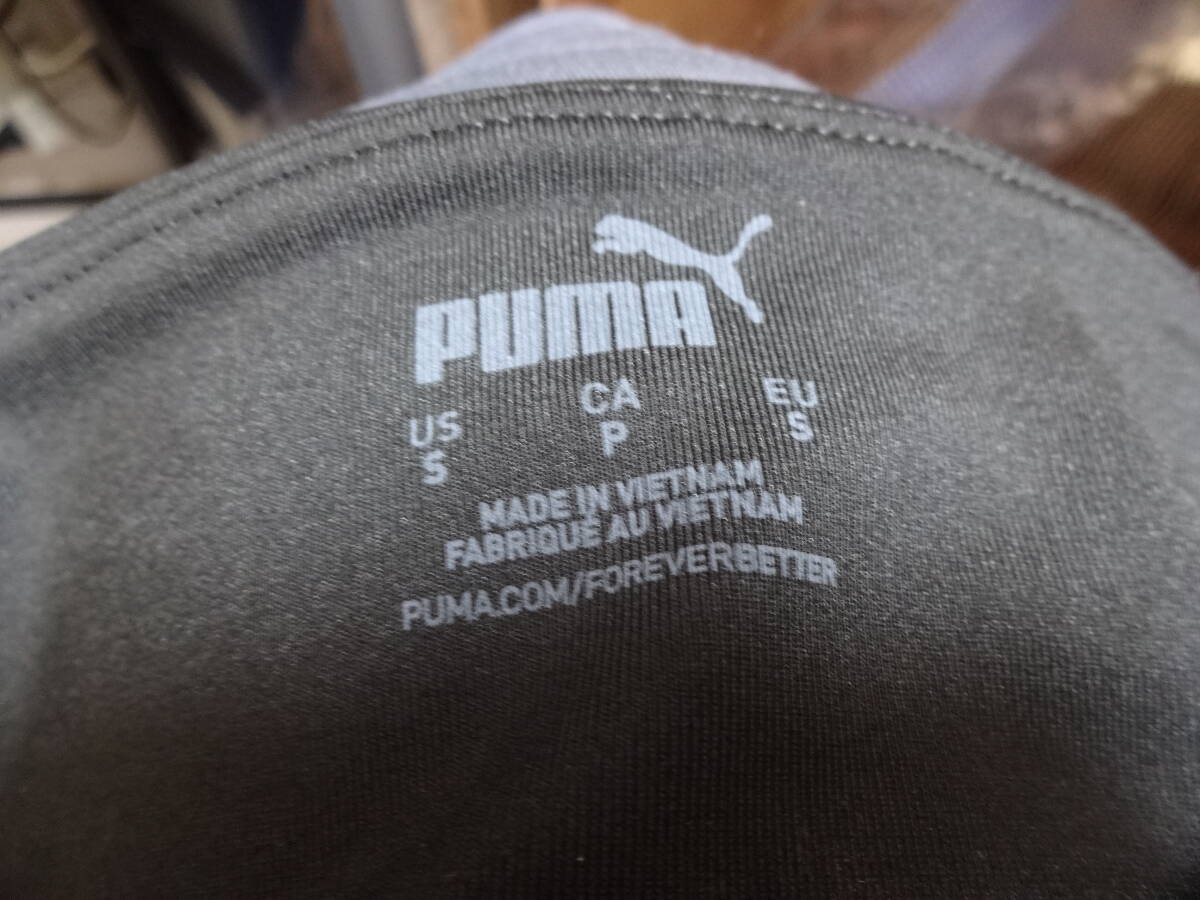 PUMA
US CA EU
S P S
MADE IN VIETNAM
FABRIQUÉ AU VIETNAM
PUMA.COM/FOREVERBETTER